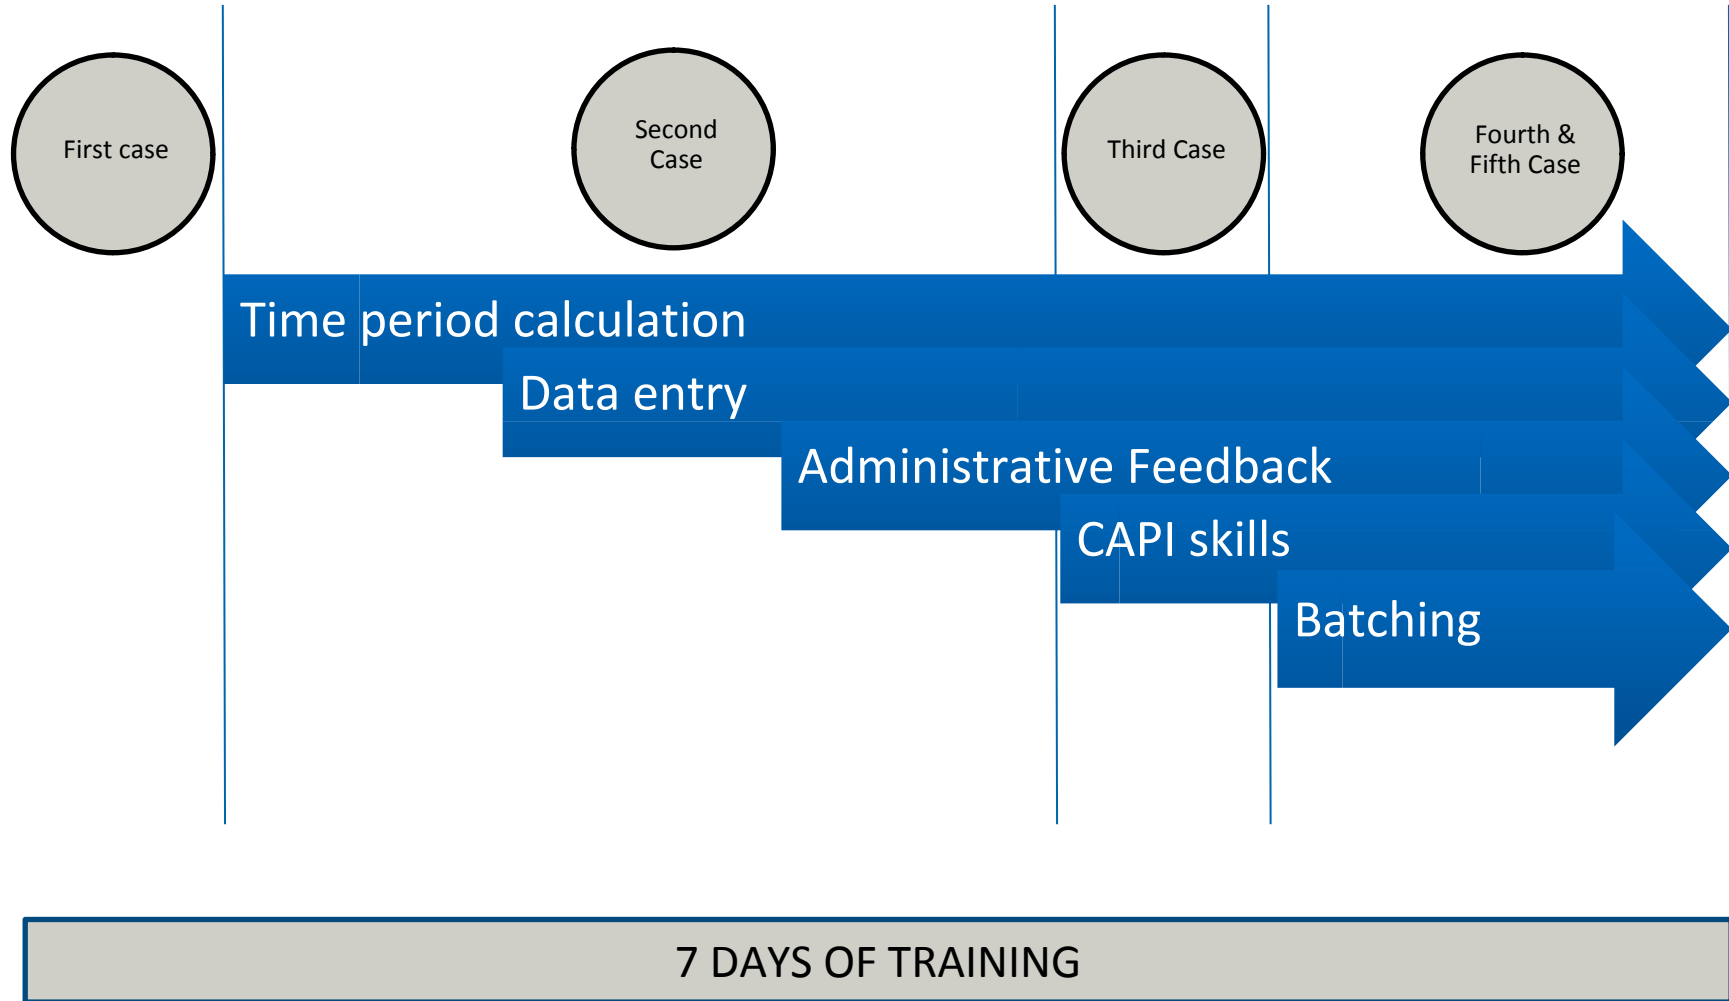 First case
Second
Case
Third Case
Fourth &
Fifth Case
Time period calculation
Data entry
Administrative Feedback
CAPI skills
Batching
7 DAYS OF TRAINING